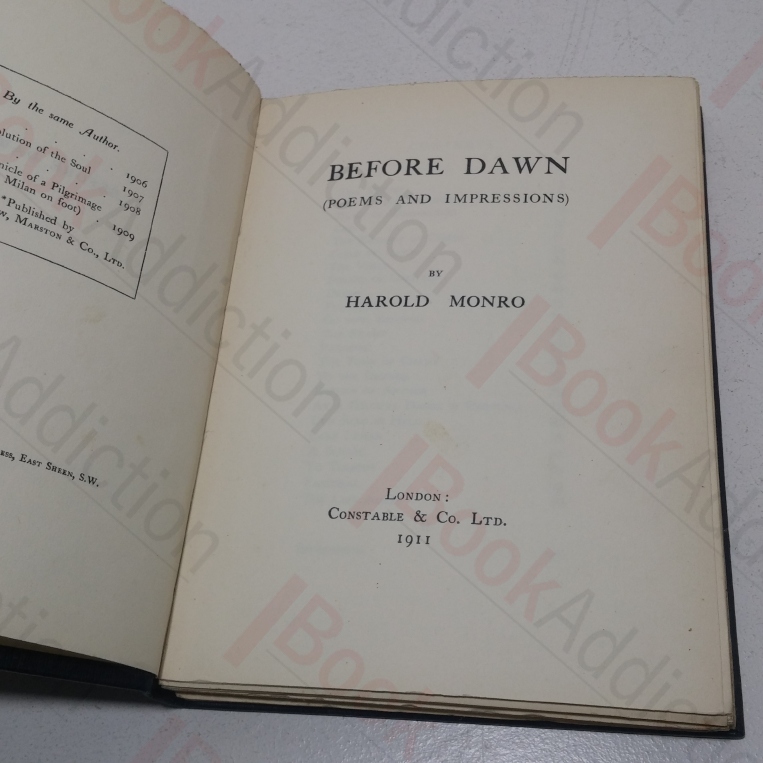 By the same Author.
olution of the Soul . . 1906
. . . . 1907
nicle of a Pilgrimage
Milan on foot) . 1908
. . . 1909
*Published by
w, Marston & Co., Ltd.
ess, East Sheen, S.W.
BEFORE DAWN
(POEMS AND IMPRESSIONS)
BY
HAROLD MONRO
London:
Constable & Co. Ltd.
1911
BookAddiction